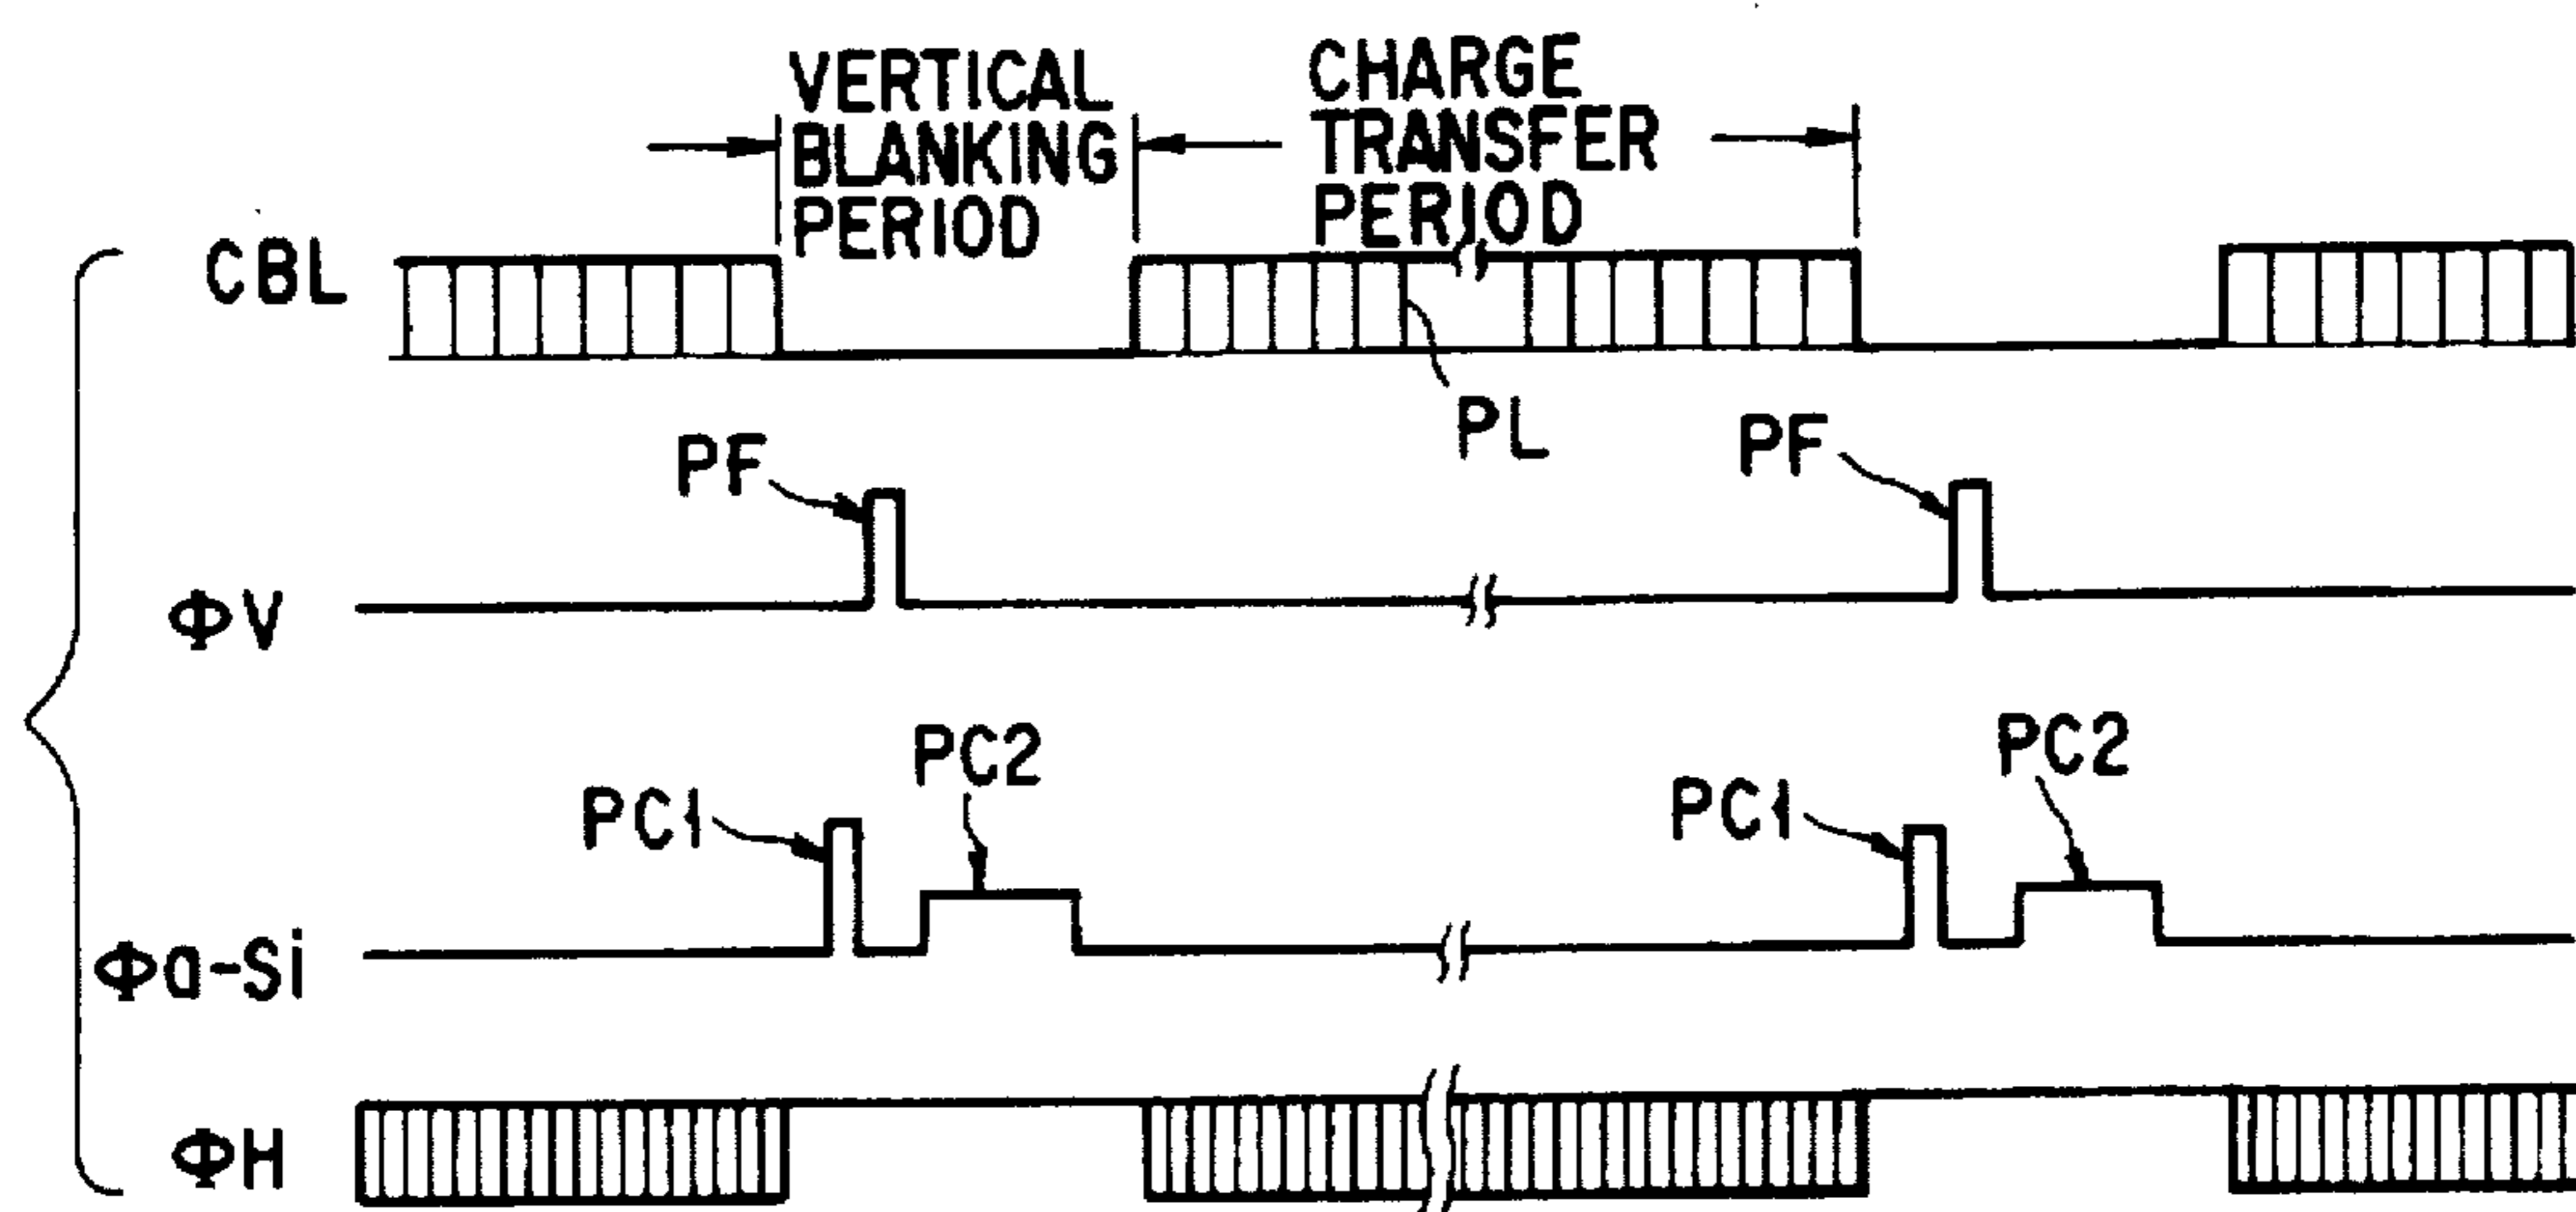 VERTICAL
BLANKING
PERIOD
CHARGE
TRANSFER
PERIOD
CBL
PL
PF
PF
ΦV
PC1
PC2
PC1
PC2
Φa-Si
ΦH